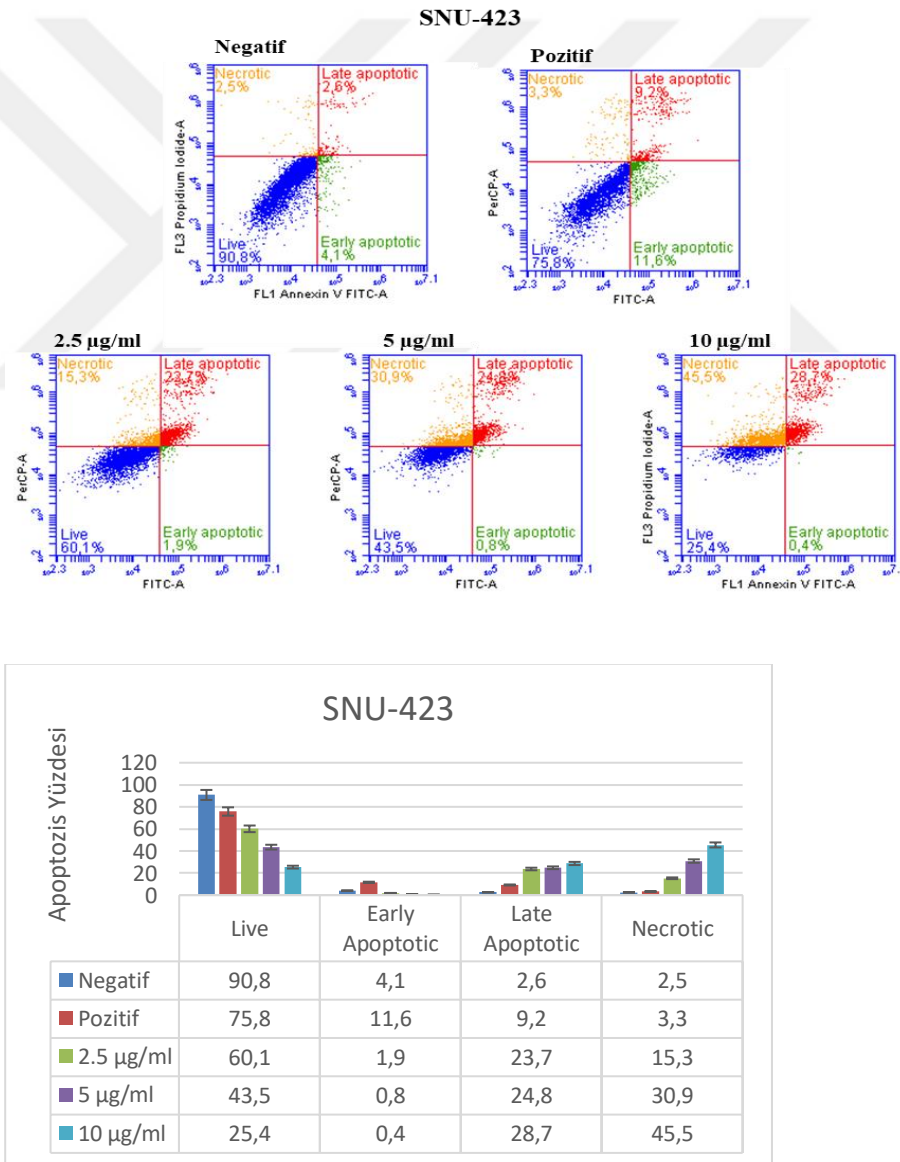 SNU-423
Negatif
Necrotic
2,5%
Late apoptotic
2,6%
FL3 Propidium Iodide-A
Live
90,8%
Early apoptotic
4,1%
FL1 Annexin V FITC-A
Pozitif
Necrotic
3,3%
Late apoptotic
9,2%
PerCP-A
Live
75,8%
Early apoptotic
11,6%
FITC-A
2.5 µg/ml
Necrotic
15,3%
Late apoptotic
23,7%
PerCP-A
Live
60,1%
Early apoptotic
1,9%
FITC-A
5 µg/ml
Necrotic
30,9%
Late apoptotic
24,8%
PerCP-A
Live
43,5%
Early apoptotic
0,8%
FITC-A
10 µg/ml
Necrotic
45,5%
Late apoptotic
28,7%
FL3 Propidium Iodide-A
Live
25,4%
Early apoptotic
0,4%
FL1 Annexin V FITC-A
SNU-423
Apoptozis Yüzdesi
120
100
80
60
40
20
0
Live Early Apoptotic Late Apoptotic Necrotic
Negatif 90,8 4,1 2,6 2,5
Pozitif 75,8 11,6 9,2 3,3
2.5 µg/ml 60,1 1,9 23,7 15,3
5 µg/ml 43,5 0,8 24,8 30,9
10 µg/ml 25,4 0,4 28,7 45,5